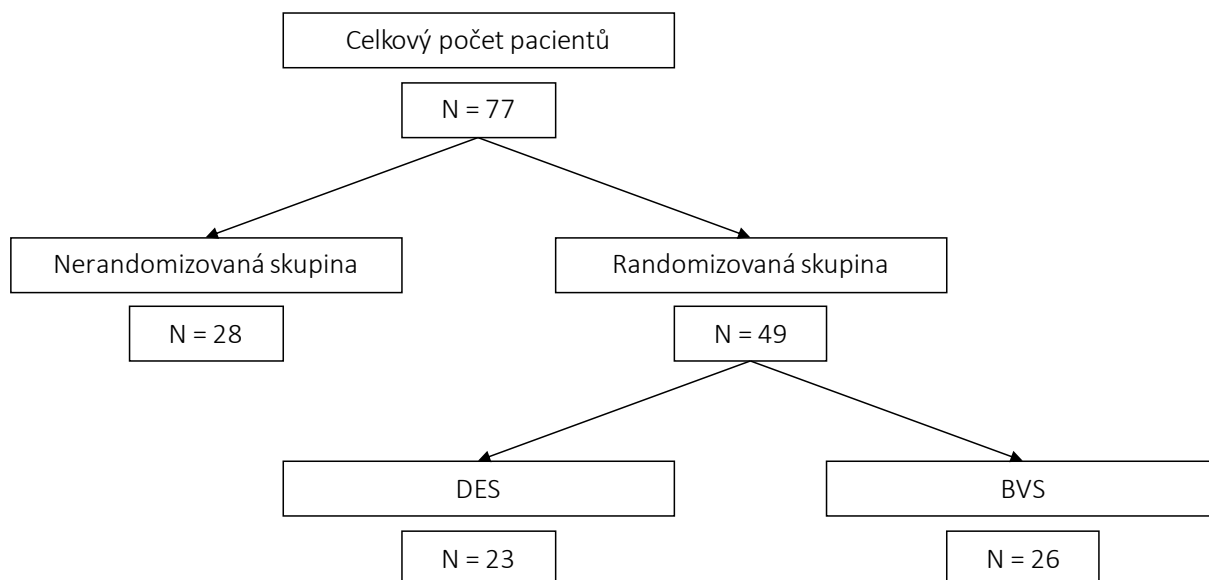 Celkový počet pacientů
N = 77
Nerandomizovaná skupina
Randomizovaná skupina
N = 28
N = 49
DES
BVS
N = 23
N = 26